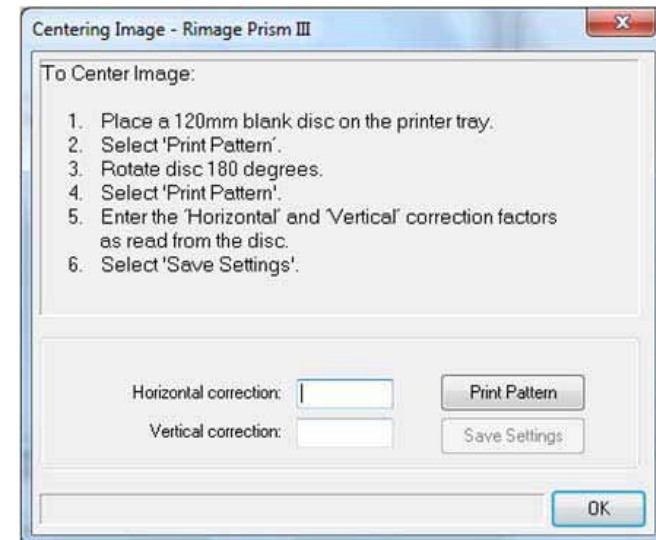 Centering Image - Rimage Prism III
To Center Image:
1. Place a 120mm blank disc on the printer tray.
2. Select 'Print Pattern´.
3. Rotate disc 180 degrees.
4. Select 'Print Pattern'.
5. Enter the ´Horizontal´ and ´Vertical´ correction factors
as read from the disc.
6. Select 'Save Settings'.
Horizontal correction:
Print Pattern
Vertical correction:
Save Settings
OK